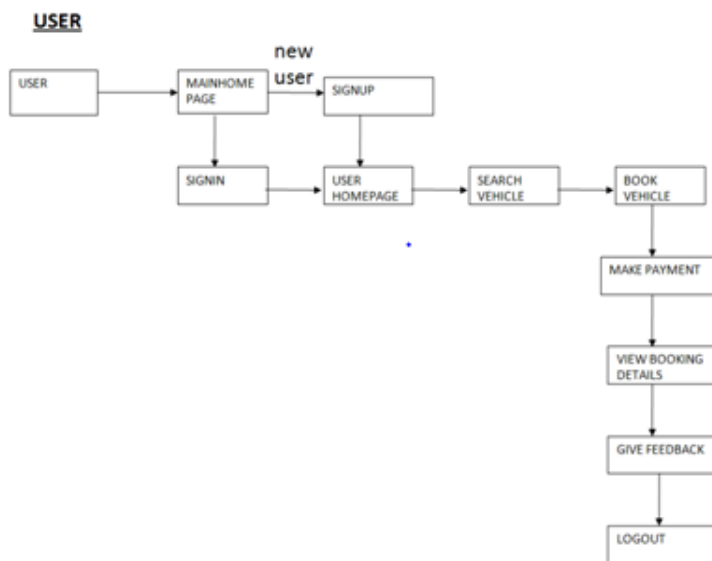 USER
new
user
USER
MAINHOME
PAGE
SIGNUP
SIGNIN
USER
HOMEPAGE
SEARCH
VEHICLE
BOOK
VEHICLE
MAKE PAYMENT
VIEW BOOKING
DETAILS
GIVE FEEDBACK
LOGOUT